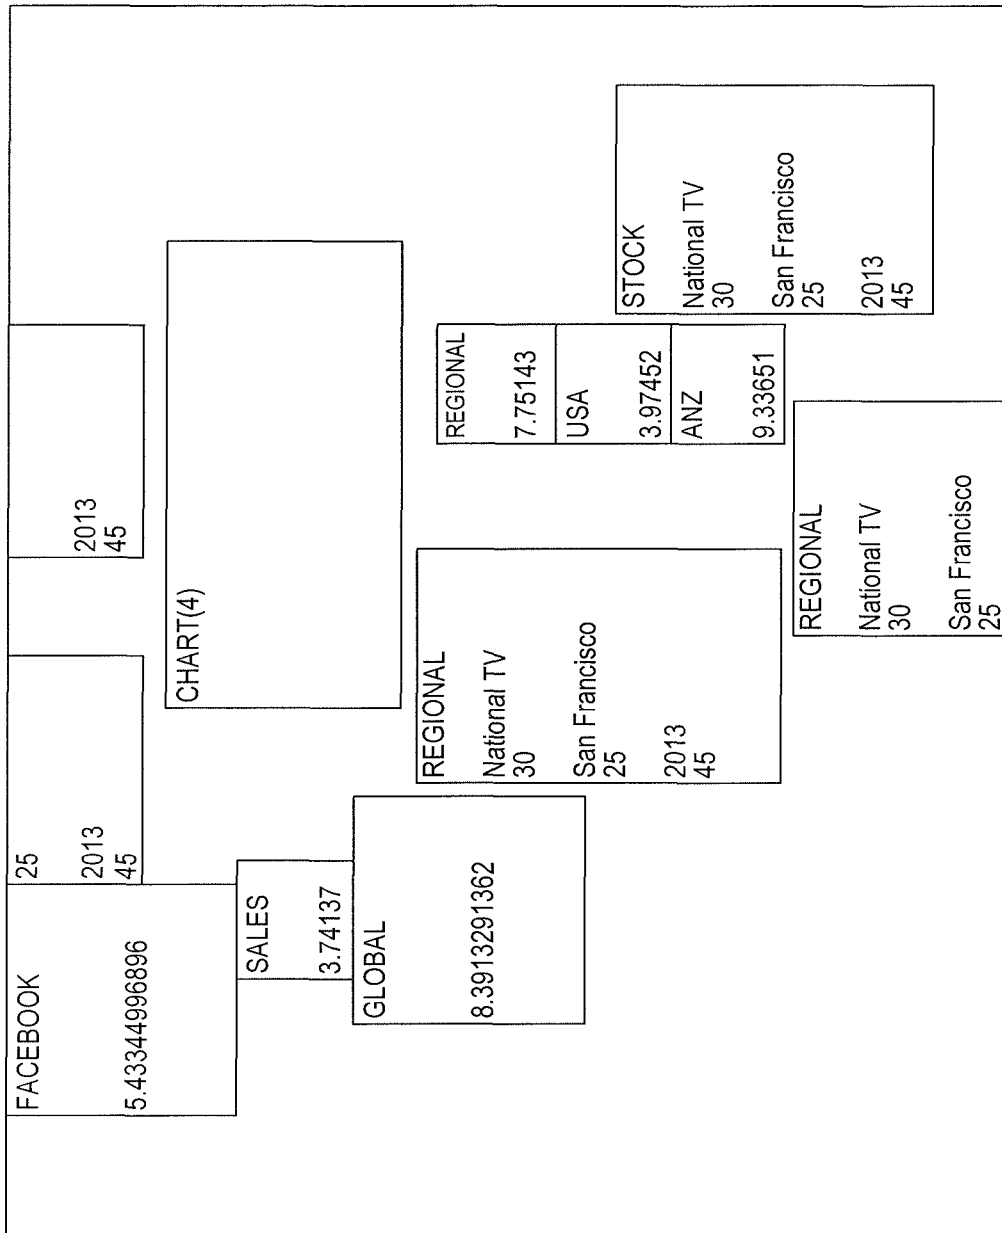 FACEBOOK
5.43344996896
25
2013
45
2013
45
SALES
3.74137
GLOBAL
8.3913291362
CHART(4)
REGIONAL
National TV
30
San Francisco
25
2013
45
REGIONAL
7.75143
USA
3.97452
ANZ
9.33651
STOCK
National TV
30
San Francisco
25
2013
45
REGIONAL
National TV
30
San Francisco
25